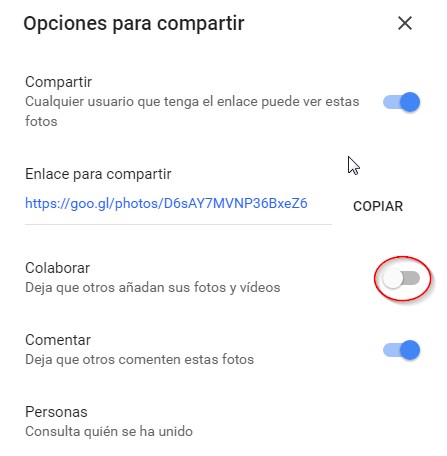 Opciones para compartir
Compartir
Cualquier usuario que tenga el enlace puede ver estas
fotos
Enlace para compartir
https://goo.gl/photos/D6sAY7MVNP36BxeZ6
COPIAR
Colaborar
Deja que otros añadan sus fotos y vídeos
Comentar
Deja que otros comenten estas fotos
Personas
Consulta quién se ha unido